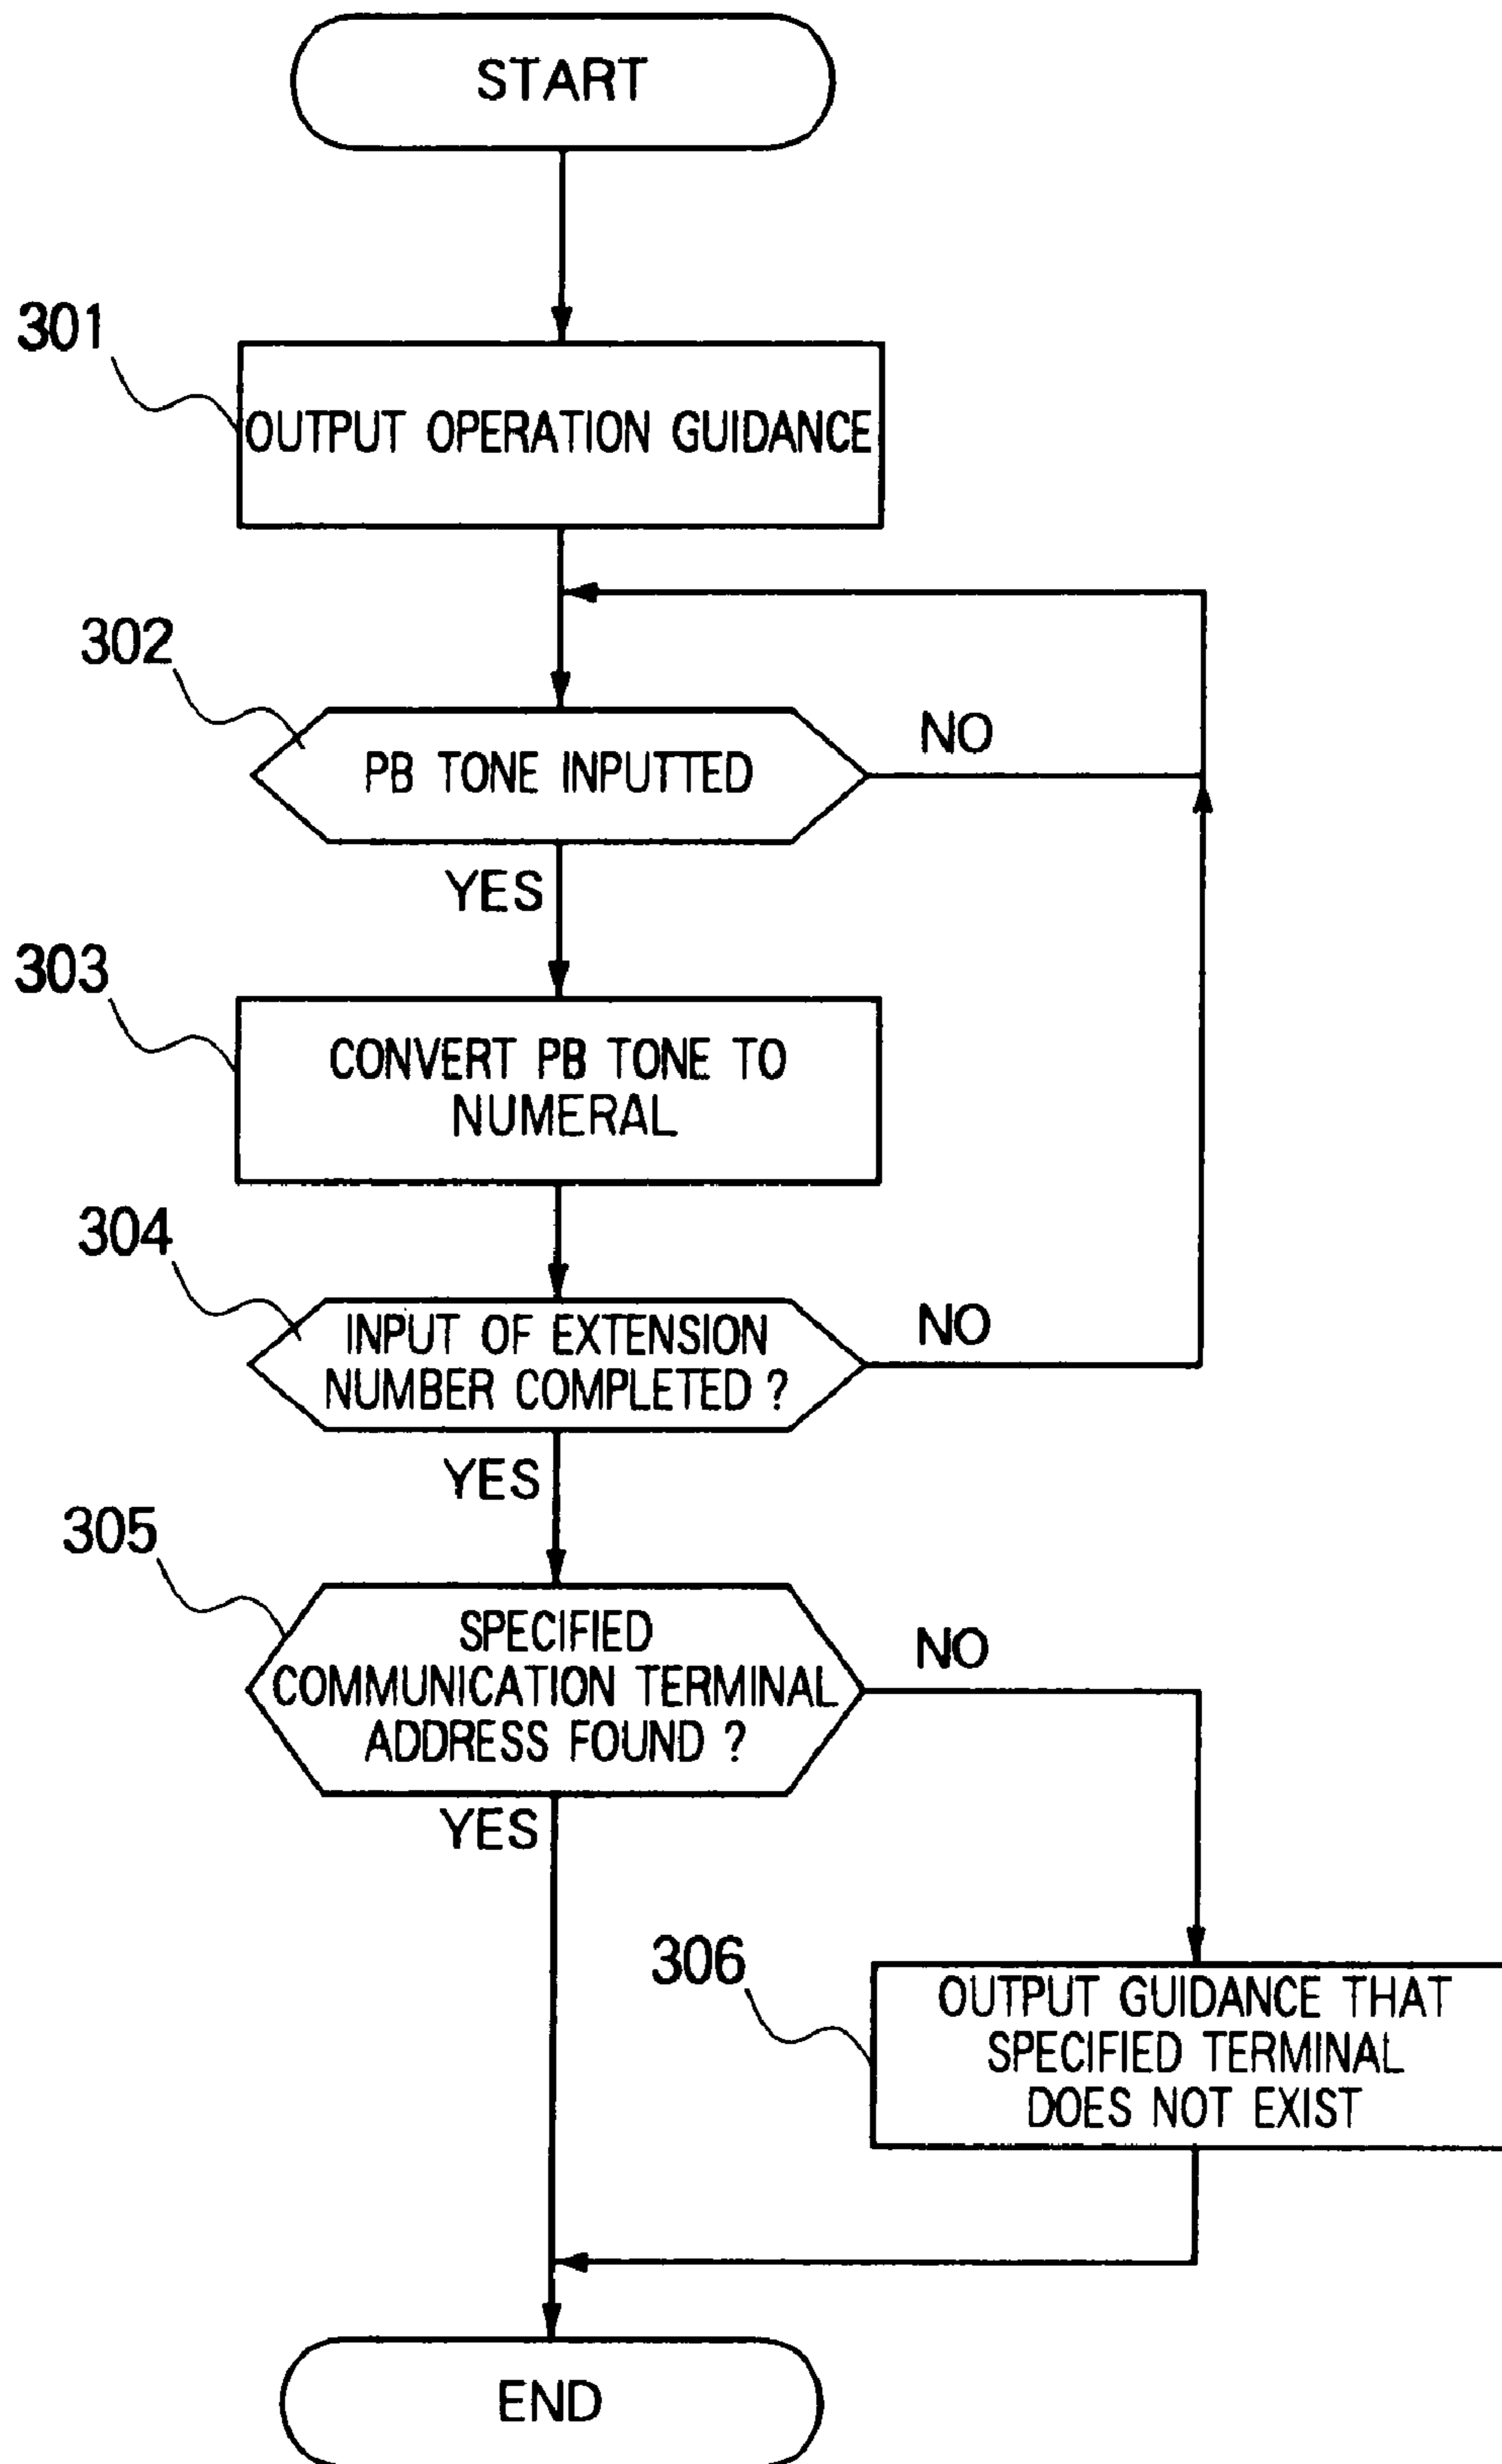 START
301
OUTPUT OPERATION GUIDANCE
302
PB TONE INPUTTED
NO
YES
303
CONVERT PB TONE TO
NUMERAL
304
INPUT OF EXTENSION
NUMBER COMPLETED ?
NO
YES
305
SPECIFIED
COMMUNICATION TERMINAL
ADDRESS FOUND ?
NO
YES
306
OUTPUT GUIDANCE THAT
SPECIFIED TERMINAL
DOES NOT EXIST
END